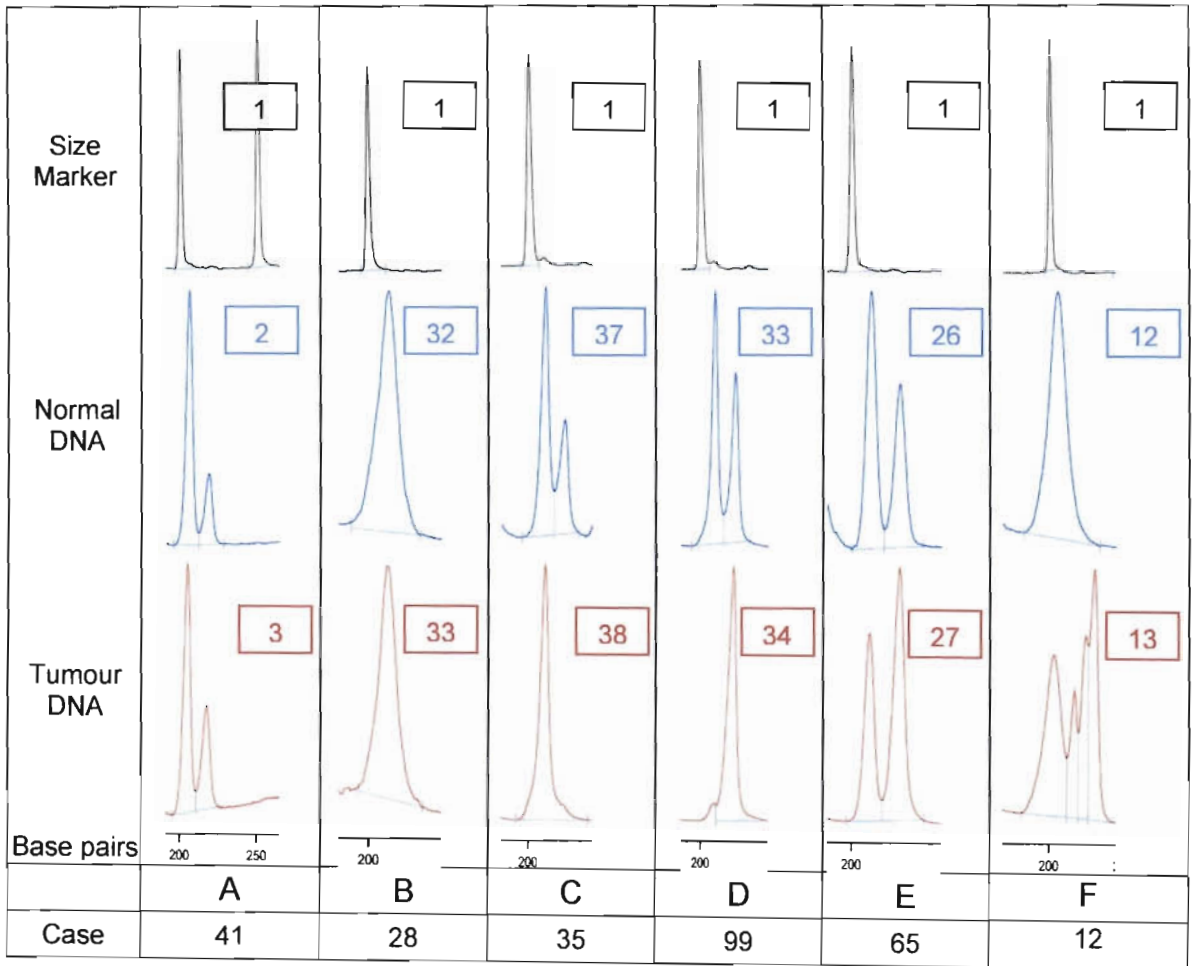 Size
Marker
1 1 1 1 1 1
Normal
DNA
2 32 37 33 26 12
Tumour
DNA
3 33 38 34 27 13
Base pairs 200 250 200 200 200 200 200
A B C D E F
Case 41 28 35 99 65 12